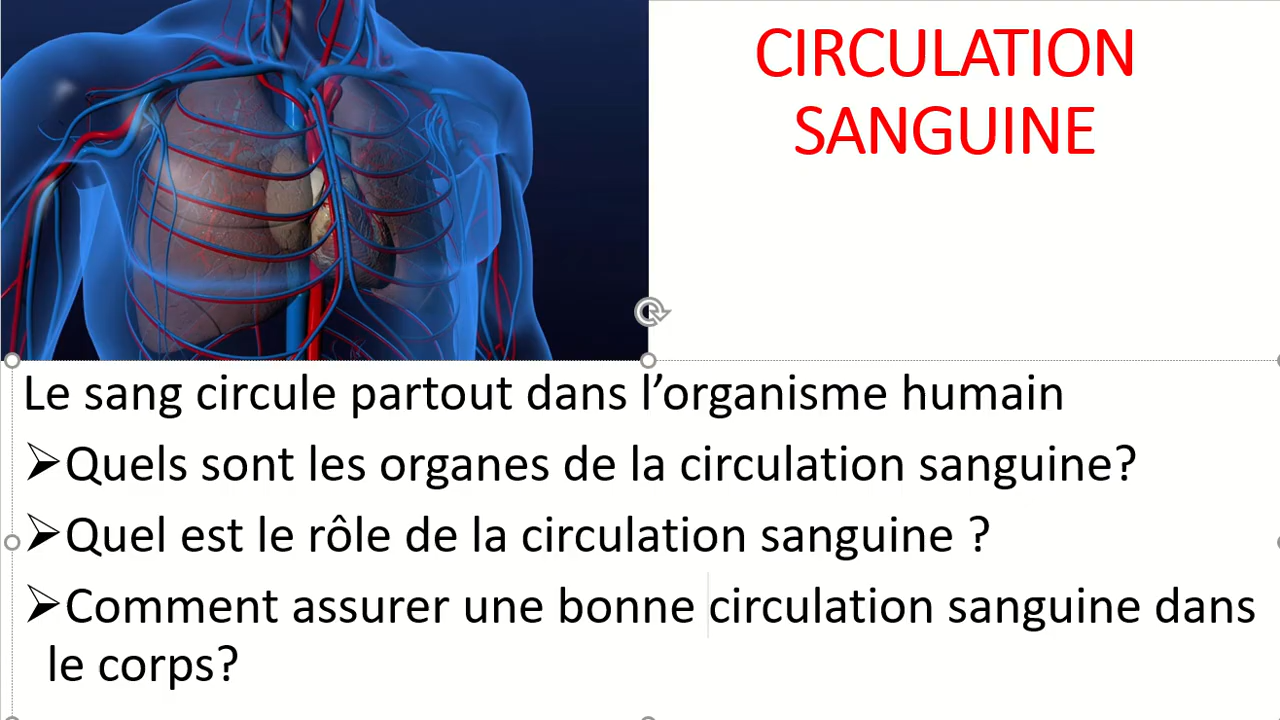 CIRCULATION
SANGUINE
Le sang circule partout dans l’organisme humain
➢Quels sont les organes de la circulation sanguine?
➢Quel est le rôle de la circulation sanguine ?
➢Comment assurer une bonne circulation sanguine dans
le corps?